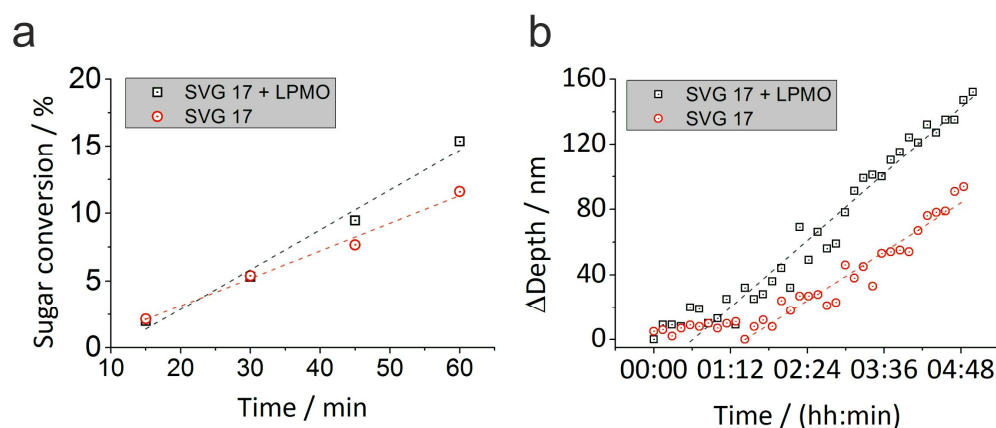 a
SVG 17 + LPMO
SVG 17
Sugar conversion / %
20
15
10
5
0
10 20 30 40 50 60
Time / min
b
SVG 17 + LPMO
SVG 17
ΔDepth / nm
160
120
80
40
0
00:00 01:12 02:24 03:36 04:48
Time / (hh:min)